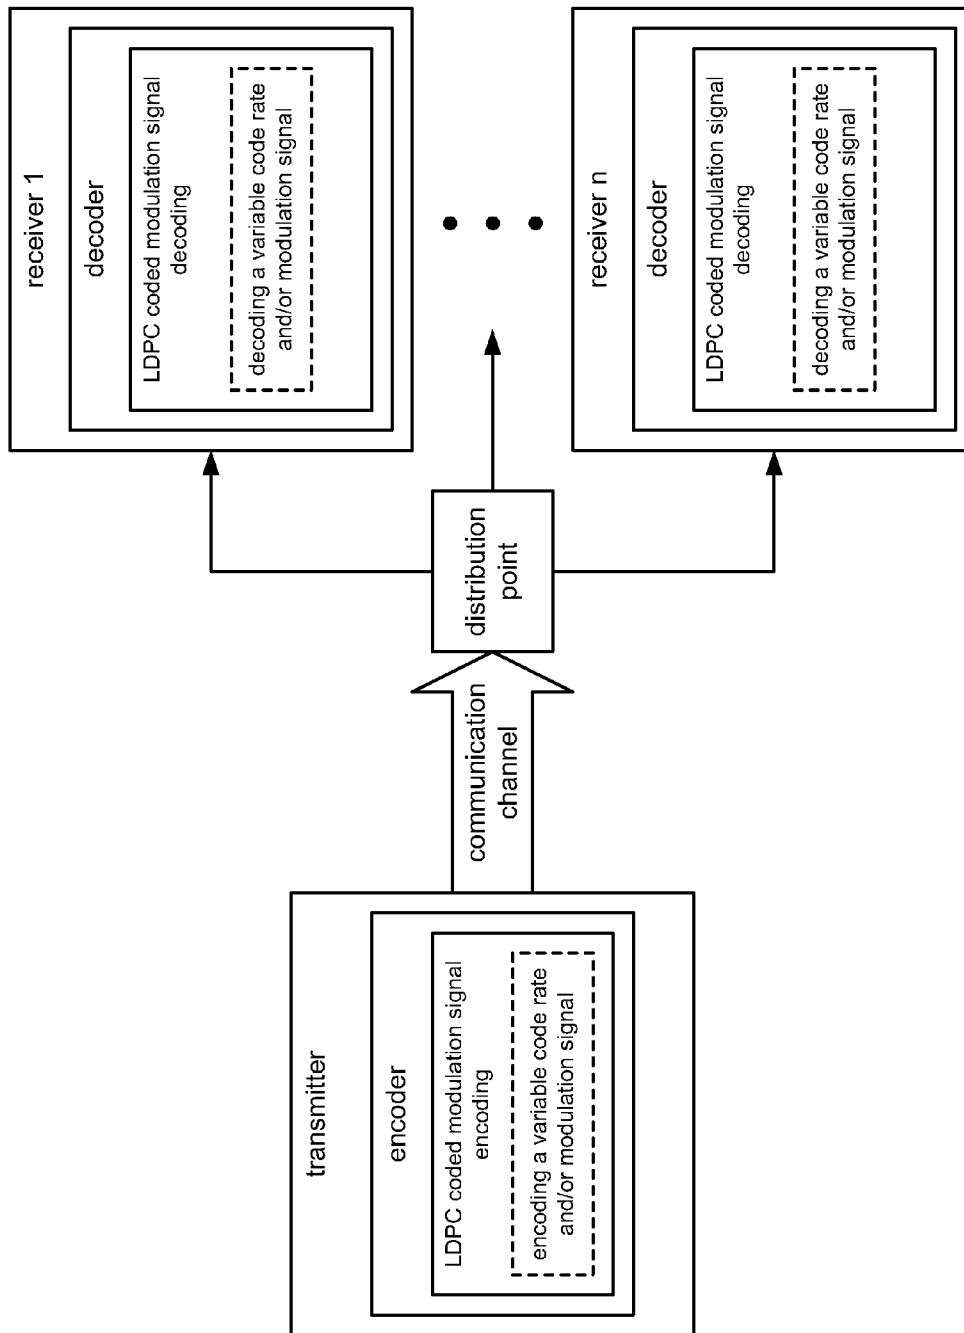 transmitter
encoder
LDPC coded modulation signal
encoding
encoding a variable code rate
and/or modulation signal
communication
channel
distribution
point
receiver 1
decoder
LDPC coded modulation signal
decoding
decoding a variable code rate
and/or modulation signal
receiver n
decoder
LDPC coded modulation signal
decoding
decoding a variable code rate
and/or modulation signal